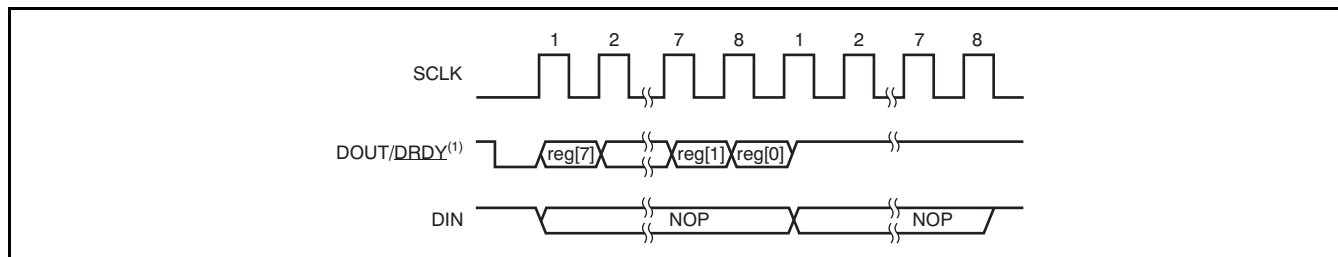 1 2 7 8 1 2 7 8
SCLK
DOUT/DRDY(1) reg[7] reg[1] reg[0]
DIN NOP NOP